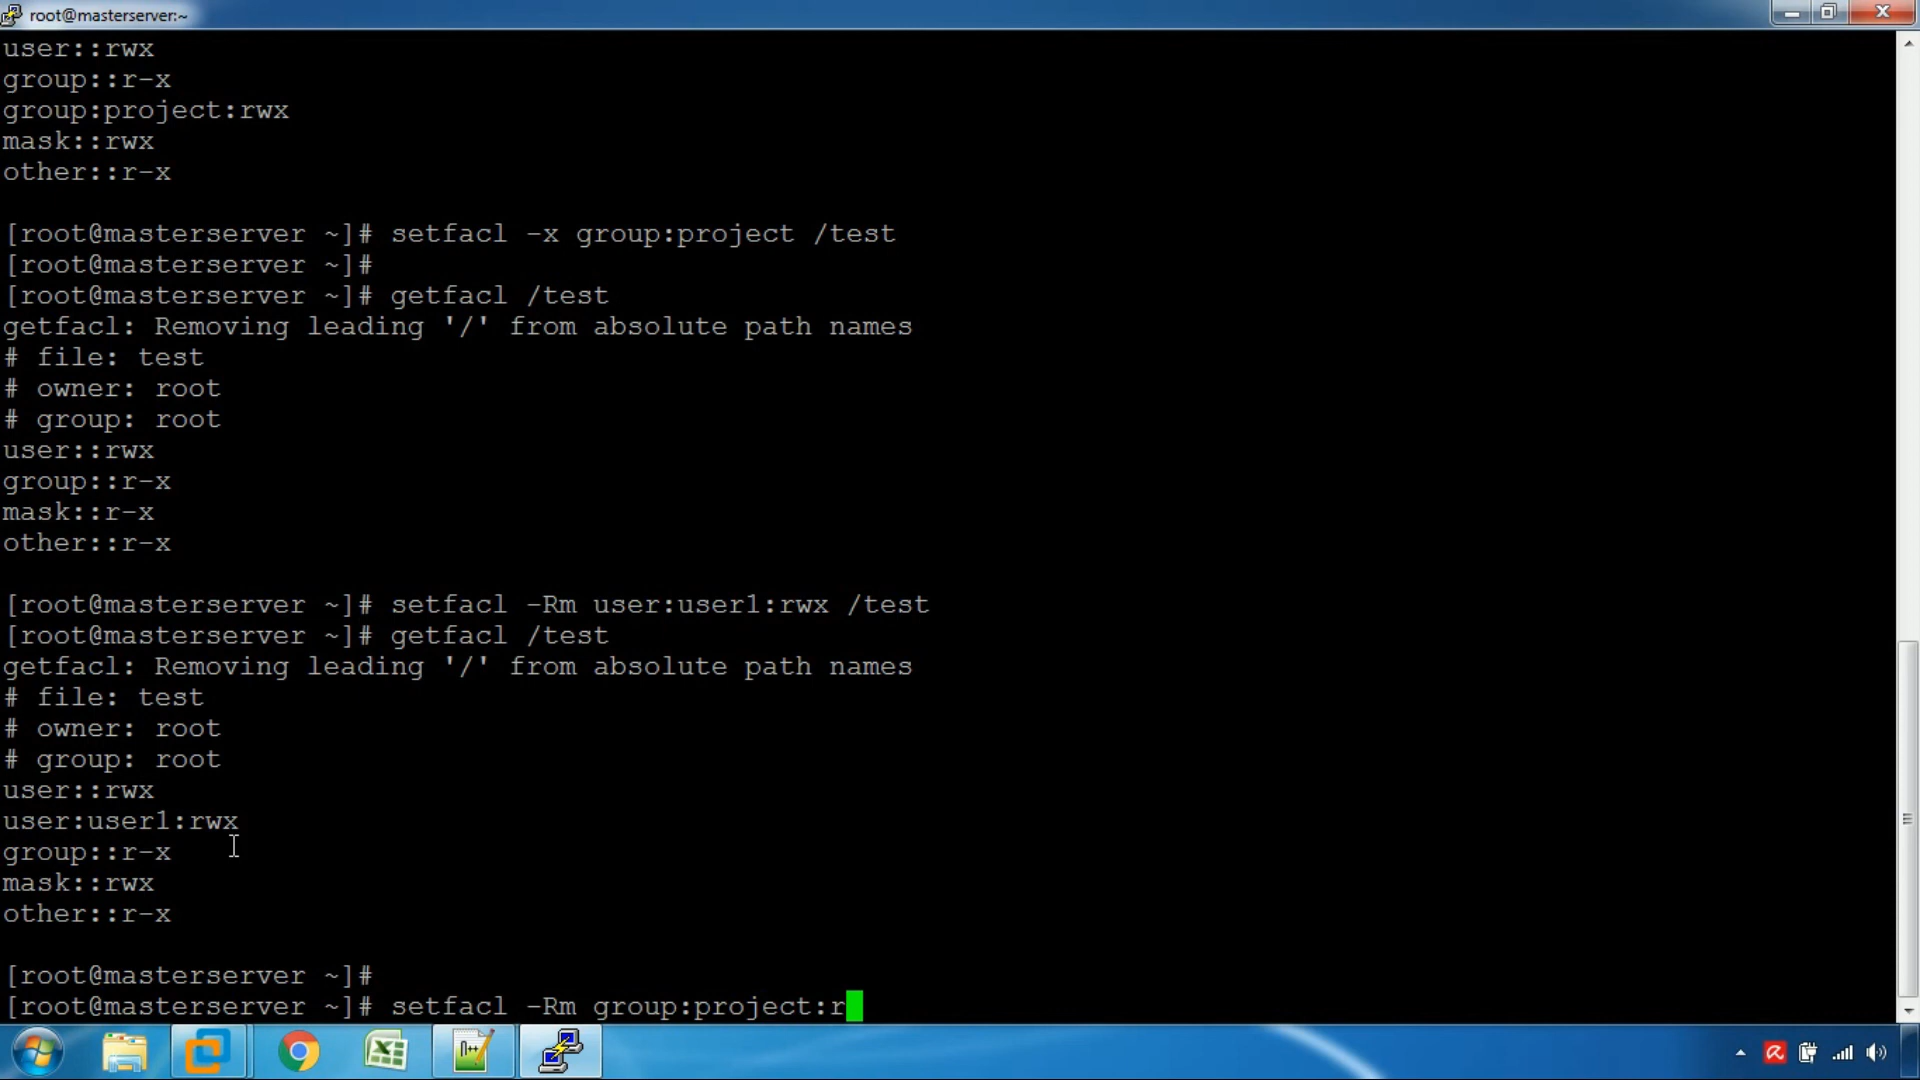 root@masterserver:~
user::rwx
group::r-x
group:project:rwx
mask::rwx
other::r-x
[root@masterserver ~]# setfacl -x group:project /test
[root@masterserver ~]#
[root@masterserver ~]# getfacl /test
getfacl: Removing leading '/' from absolute path names
# file: test
# owner: root
# group: root
user::rwx
group::r-x
mask::r-x
other::r-x
[root@masterserver ~]# setfacl -Rm user:user1:rwx /test
[root@masterserver ~]# getfacl /test
getfacl: Removing leading '/' from absolute path names
# file: test
# owner: root
# group: root
user::rwx
user:user1:rwx
group::r-x
mask::rwx
other::r-x
[root@masterserver ~]#
[root@masterserver ~]# setfacl -Rm group:project:r